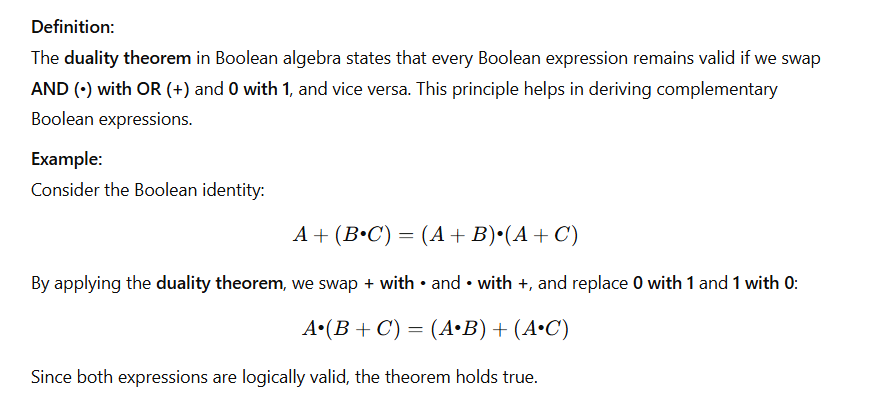 Definition:
The duality theorem in Boolean algebra states that every Boolean expression remains valid if we swap
AND (•) with OR (+) and 0 with 1, and vice versa. This principle helps in deriving complementary
Boolean expressions.
Example:
Consider the Boolean identity:
A + (B•C) = (A + B)•(A + C)
By applying the duality theorem, we swap + with • and • with +, and replace 0 with 1 and 1 with 0:
A•(B + C) = (A•B) + (A•C)
Since both expressions are logically valid, the theorem holds true.